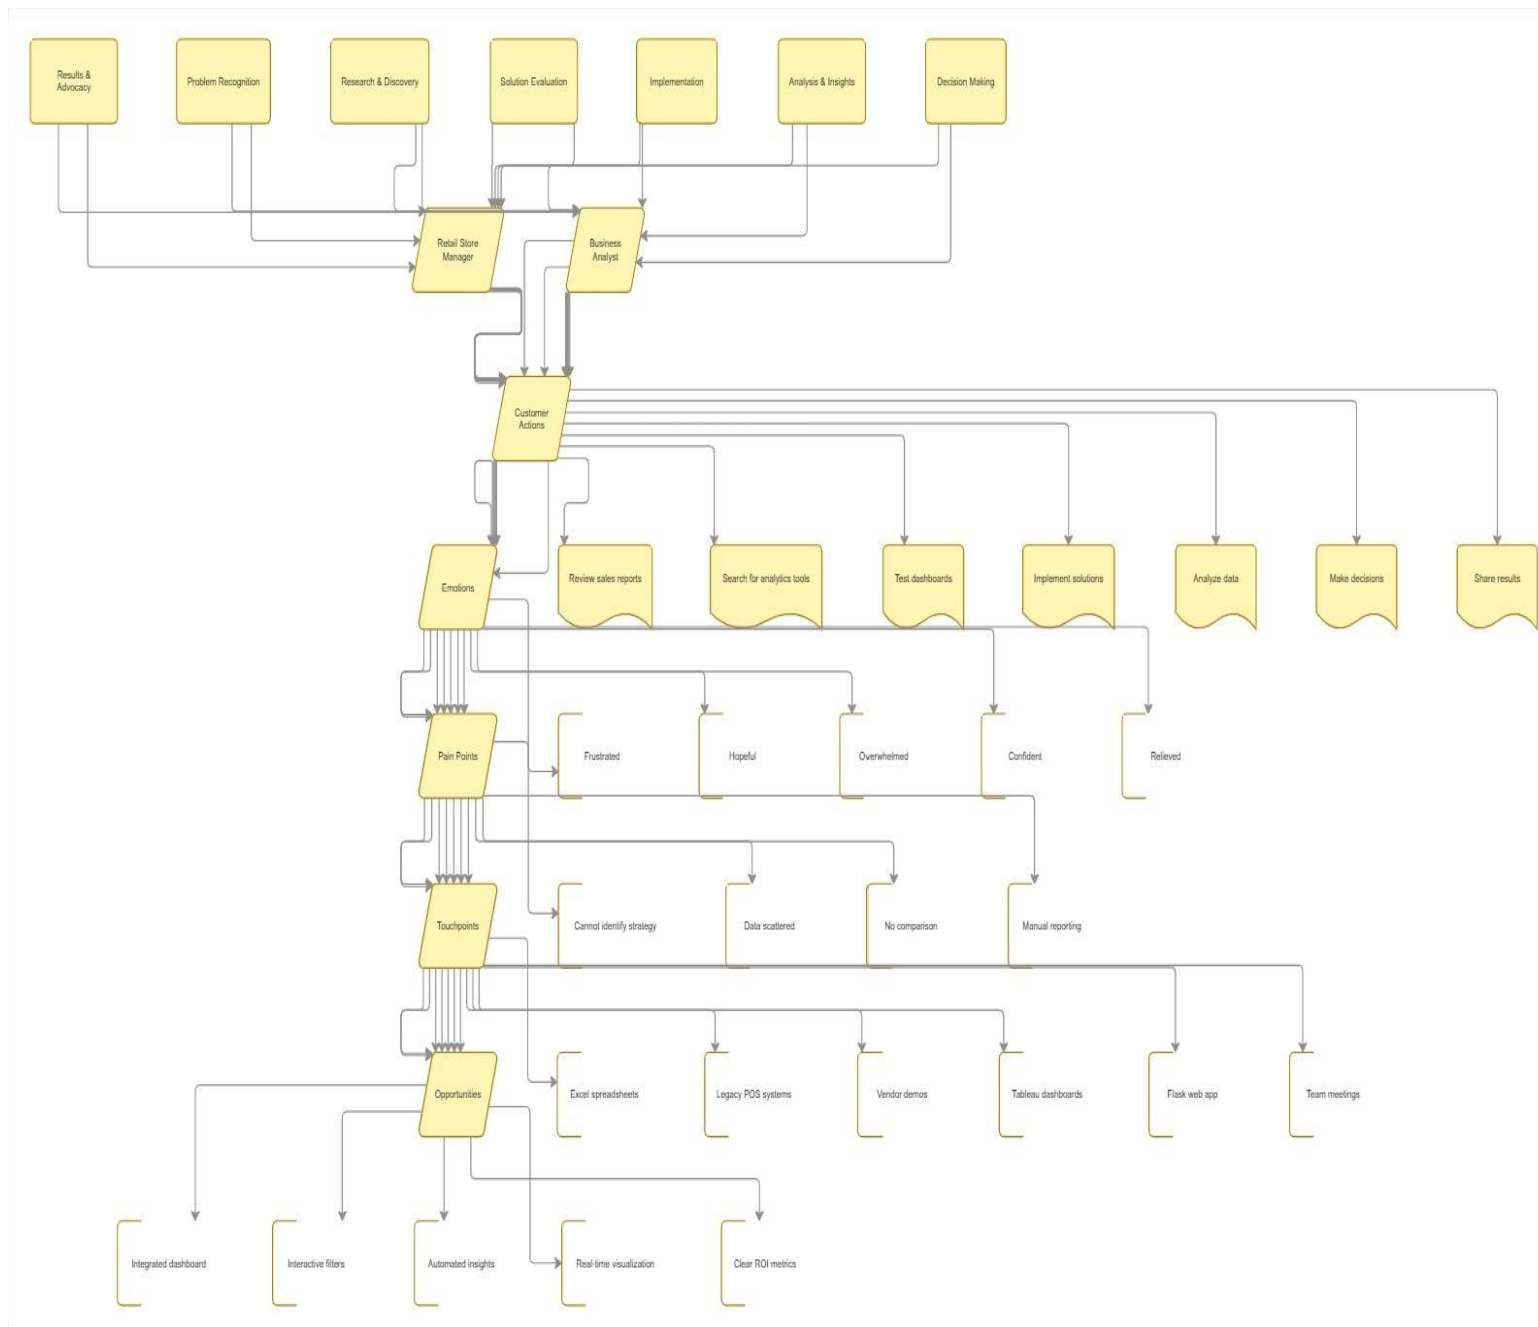 Results &
Advocacy
Problem Recognition
Research & Discovery
Solution Evaluation
Implementation
Analysis & Insights
Decision Making
Retail Store
Manager
Business
Analyst
Customer
Actions
Emotions
Review sales reports
Search for analytics tools
Test dashboards
Implement solutions
Analyze data
Make decisions
Share results
Pain Points
Frustrated
Hopeful
Overwhelmed
Confident
Relieved
Touchpoints
Cannot identify strategy
Data scattered
No comparison
Manual reporting
Opportunities
Excel spreadsheets
Legacy POS systems
Vendor demos
Tableau dashboards
Flask web app
Team meetings
Integrated dashboard
Interactive filters
Automated insights
Real-time visualization
Clear ROI metrics